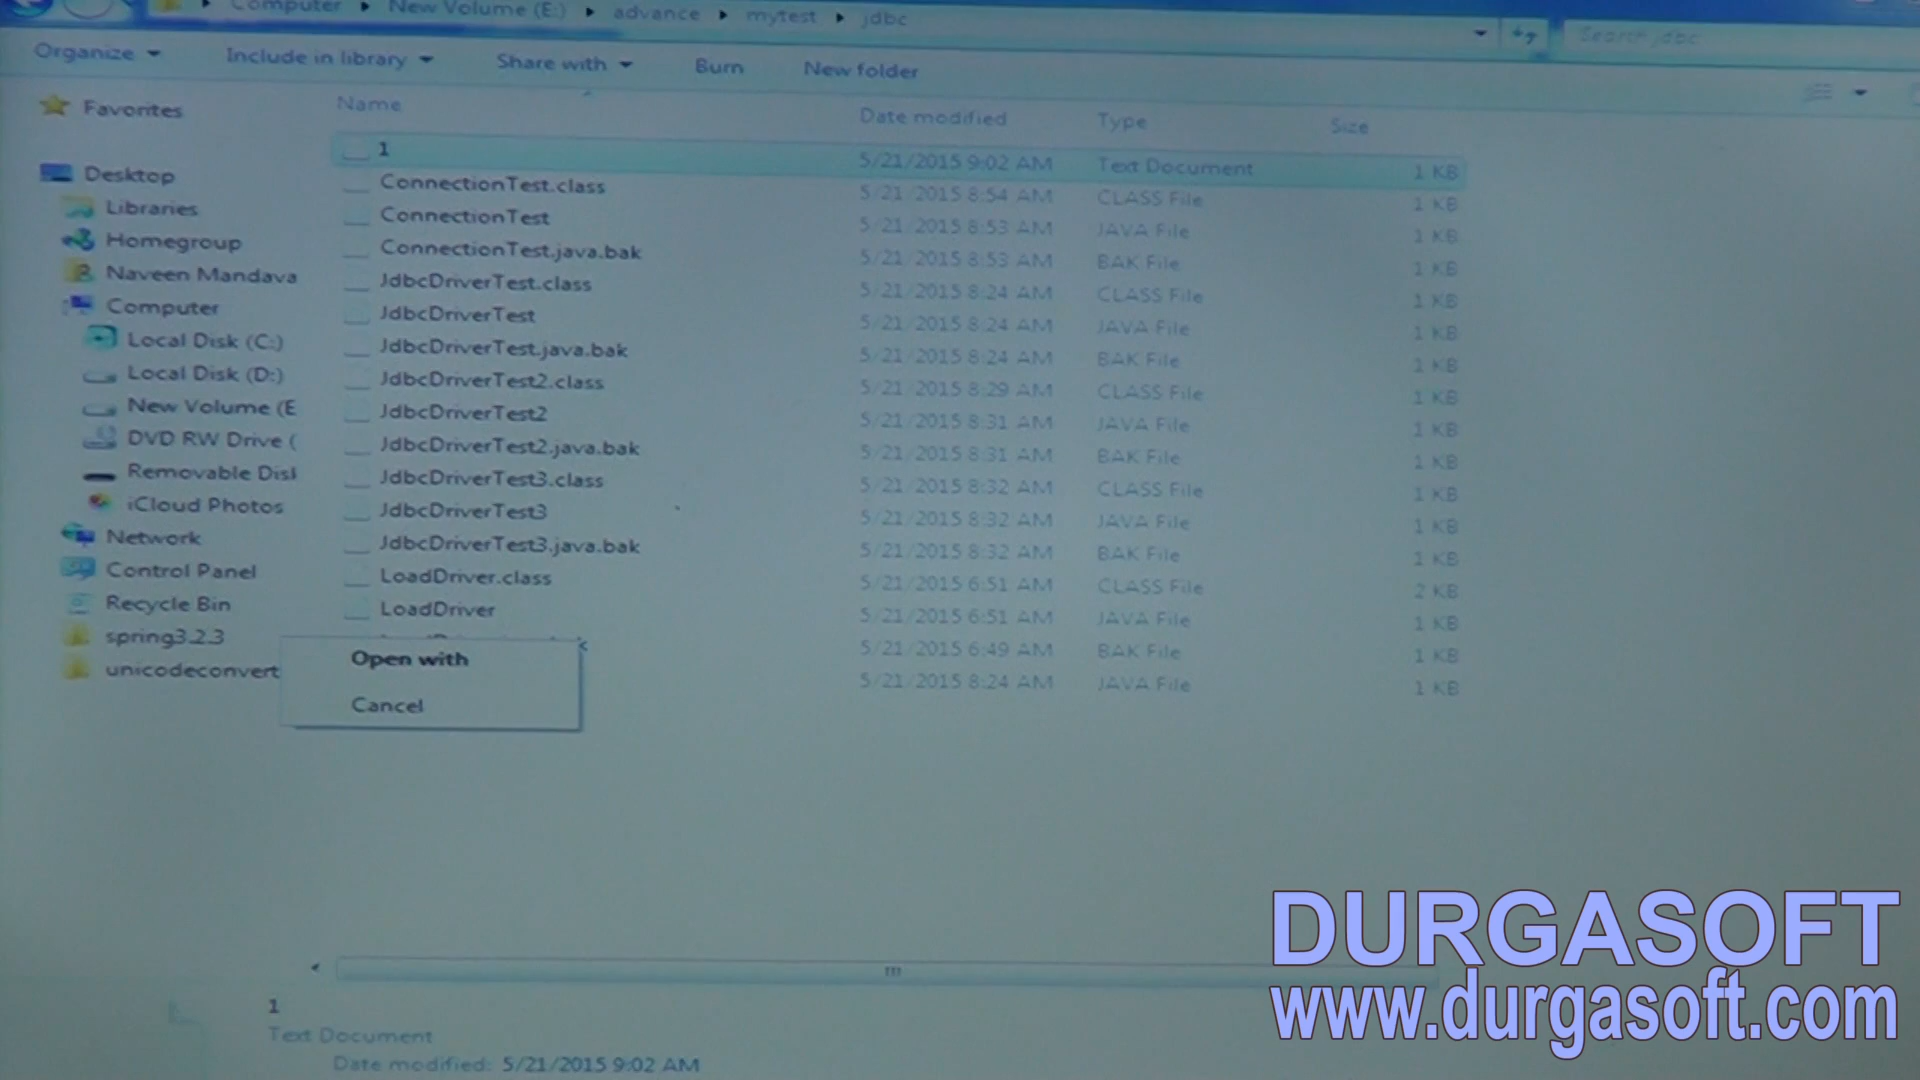 Computer ▸ New Volume (E:) ▸ advance ▸ mytest ▸ jdbc
Search jdbc
Organize Include in library Share with Burn New folder
Name Date modified Type Size
Favorites
Desktop
Libraries
Homegroup
Naveen Mandava
Computer
Local Disk (C:)
Local Disk (D:)
New Volume (E
DVD RW Drive (
Removable Disk
iCloud Photos
Network
Control Panel
Recycle Bin
spring3.2.3
unicodeconvert
1 5/21/2015 9:02 AM Text Document 1 KB
ConnectionTest.class 5/21/2015 8:54 AM CLASS File 1 KB
ConnectionTest 5/21/2015 8:53 AM JAVA File 1 KB
ConnectionTest.java.bak 5/21/2015 8:53 AM BAK File 1 KB
JdbcDriverTest.class 5/21/2015 8:24 AM CLASS File 1 KB
JdbcDriverTest 5/21/2015 8:24 AM JAVA File 1 KB
JdbcDriverTest.java.bak 5/21/2015 8:24 AM BAK File 1 KB
JdbcDriverTest2.class 5/21/2015 8:29 AM CLASS File 1 KB
JdbcDriverTest2 5/21/2015 8:31 AM JAVA File 1 KB
JdbcDriverTest2.java.bak 5/21/2015 8:31 AM BAK File 1 KB
JdbcDriverTest3.class 5/21/2015 8:32 AM CLASS File 1 KB
JdbcDriverTest3 5/21/2015 8:32 AM JAVA File 1 KB
JdbcDriverTest3.java.bak 5/21/2015 8:32 AM BAK File 1 KB
LoadDriver.class 5/21/2015 6:51 AM CLASS File 2 KB
LoadDriver 5/21/2015 6:51 AM JAVA File 1 KB
5/21/2015 6:49 AM BAK File 1 KB
5/21/2015 8:24 AM JAVA File 1 KB
Open with
Cancel
1
Text Document
Date modified: 5/21/2015 9:02 AM
DURGASOFT
www.durgasoft.com